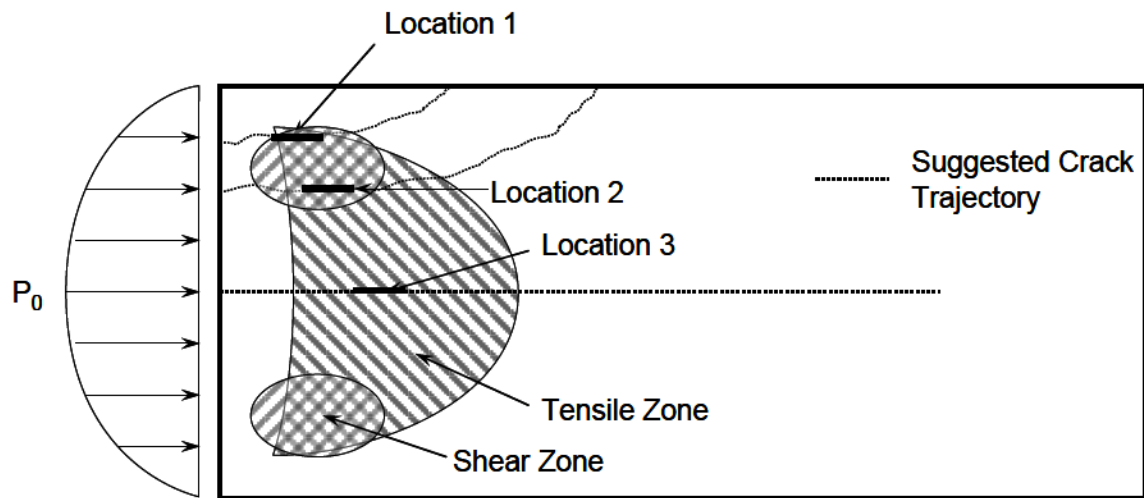 Location 1
Suggested Crack
Trajectory
Location 2
Location 3
P0
Tensile Zone
Shear Zone